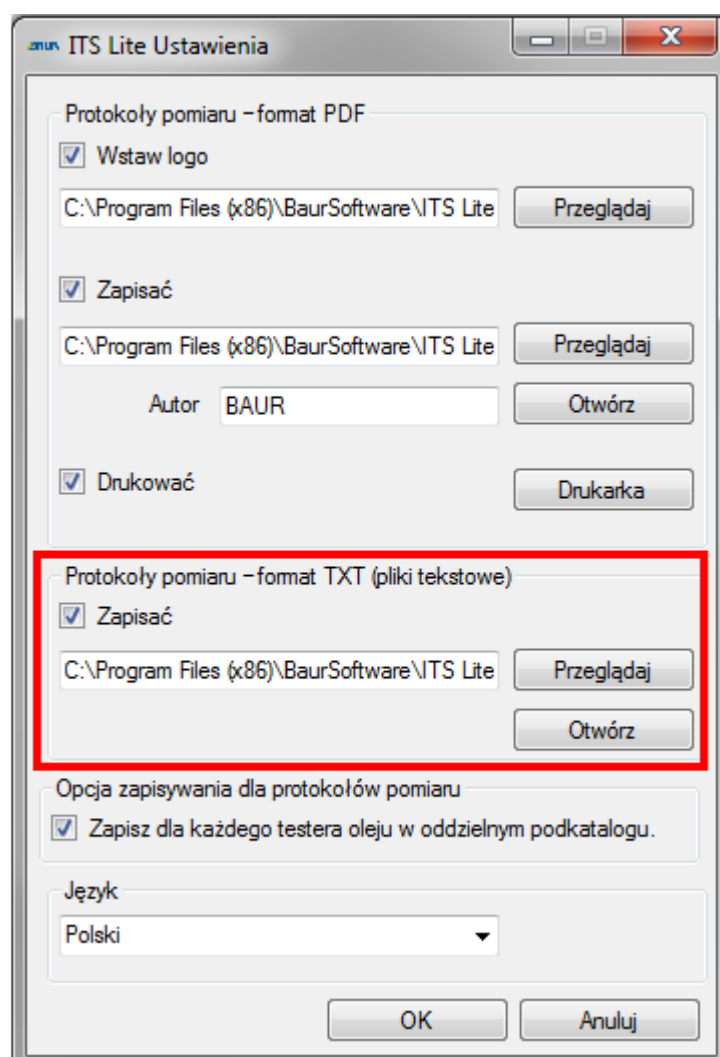 BAUR ITS Lite Ustawienia
Protokoły pomiaru – format PDF
Wstaw logo
C:\Program Files (x86)\BaurSoftware\ITS Lite Przeglądaj
Zapisać
C:\Program Files (x86)\BaurSoftware\ITS Lite Przeglądaj
Autor BAUR Otwórz
Drukować Drukarka
Protokoły pomiaru – format TXT (pliki tekstowe)
Zapisać
C:\Program Files (x86)\BaurSoftware\ITS Lite Przeglądaj
Otwórz
Opcja zapisywania dla protokołów pomiaru
Zapisz dla każdego testera oleju w oddzielnym podkatalogu.
Język
Polski
OK Anuluj